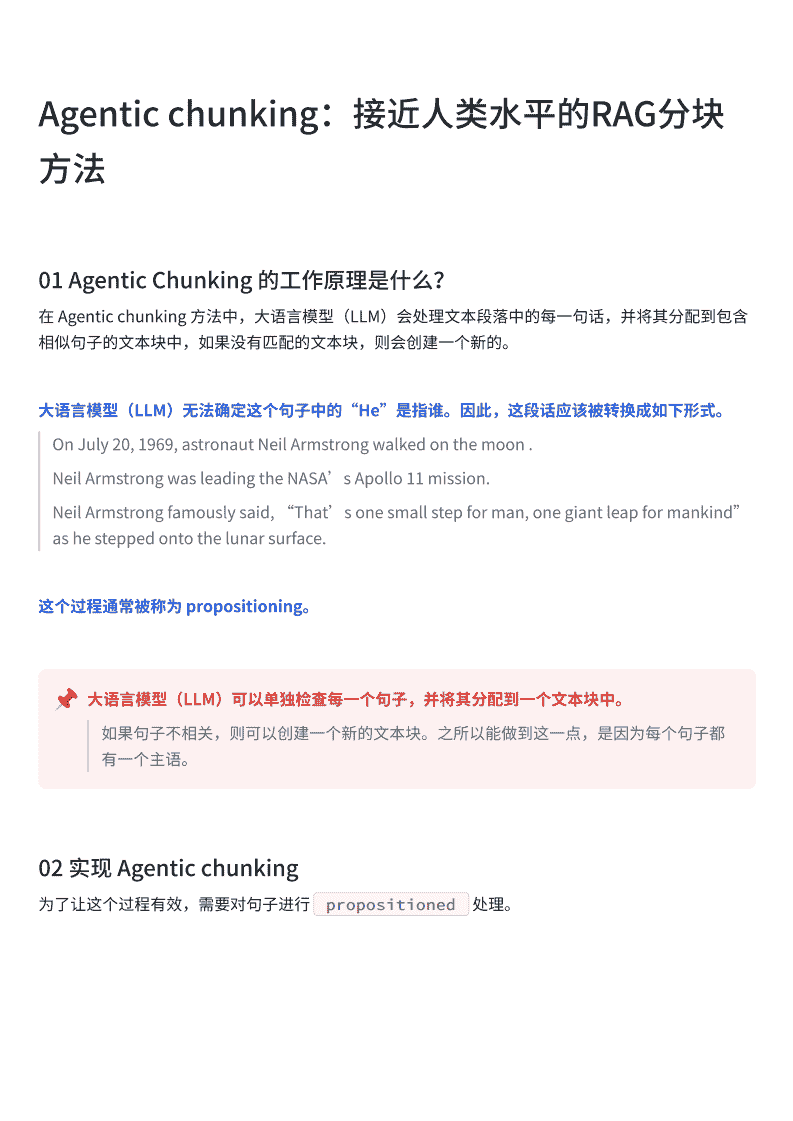 Agentic chunking：接近人类水平的RAG分块
方法
01 Agentic Chunking 的工作原理是什么？
在 Agentic chunking 方法中，大语言模型（LLM）会处理文本段落中的每一句话，并将其分配到包含
相似句子的文本块中，如果没有匹配的文本块，则会创建一个新的。
大语言模型（LLM）无法确定这个句子中的“He”是指谁。因此，这段话应该被转换成如下形式。
On July 20, 1969, astronaut Neil Armstrong walked on the moon .
Neil Armstrong was leading the NASA’s Apollo 11 mission.
Neil Armstrong famously said, “That’s one small step for man, one giant leap for mankind”
as he stepped onto the lunar surface.
这个过程通常被称为 propositioning。
大语言模型（LLM）可以单独检查每一个句子，并将其分配到一个文本块中。
如果句子不相关，则可以创建一个新的文本块。之所以能做到这一点，是因为每个句子都
有一个主语。
02 实现 Agentic chunking
为了让这个过程有效，需要对句子进行 propositioned 处理。